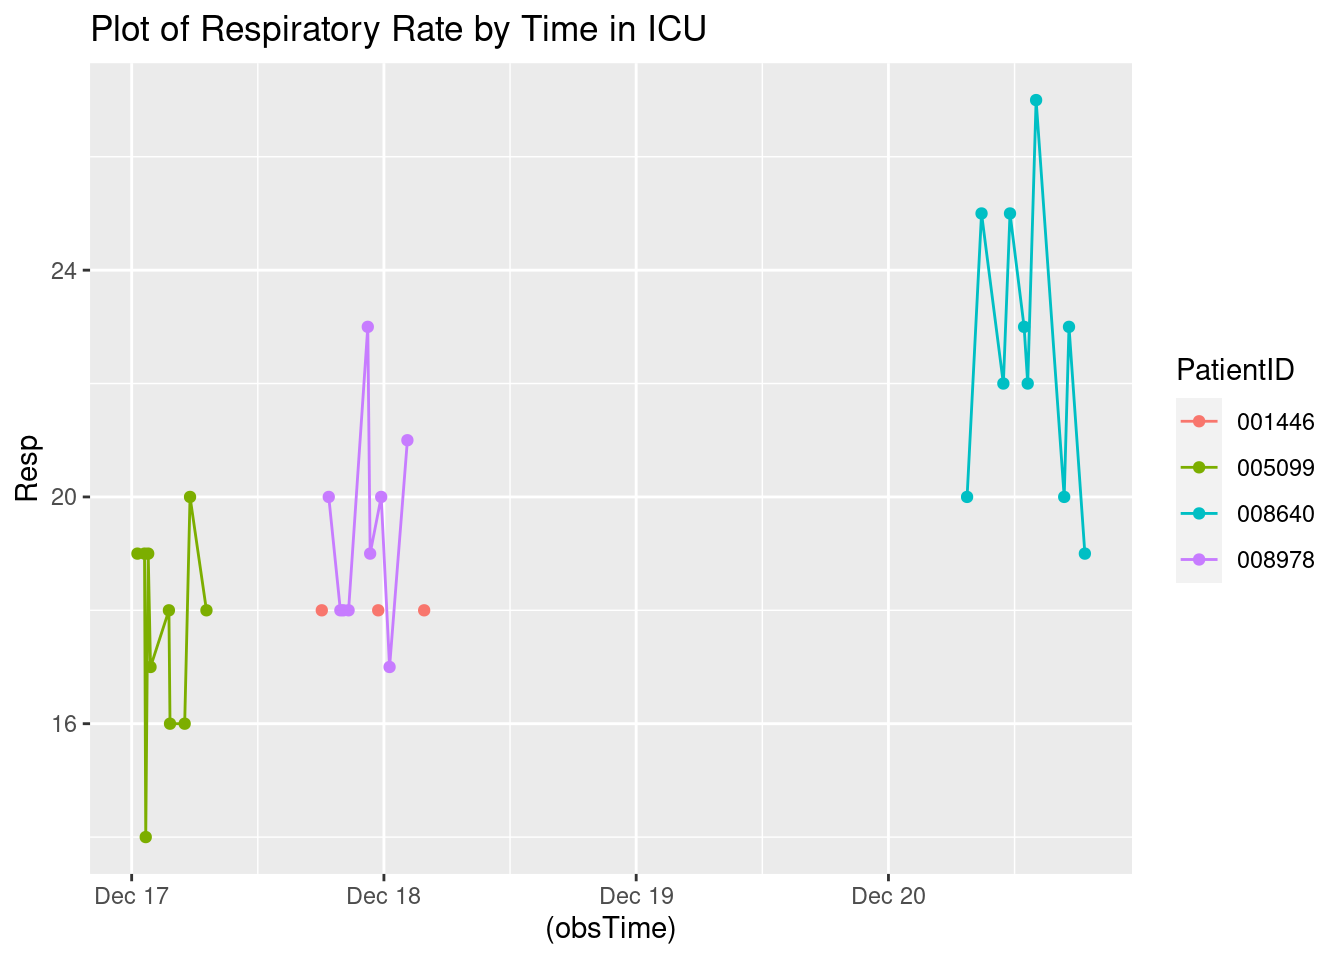 Plot of Respiratory Rate by Time in ICU
Resp
24
20
16
Dec 17 Dec 18 Dec 19 Dec 20
(obsTime)
PatientID
001446
005099
008640
008978